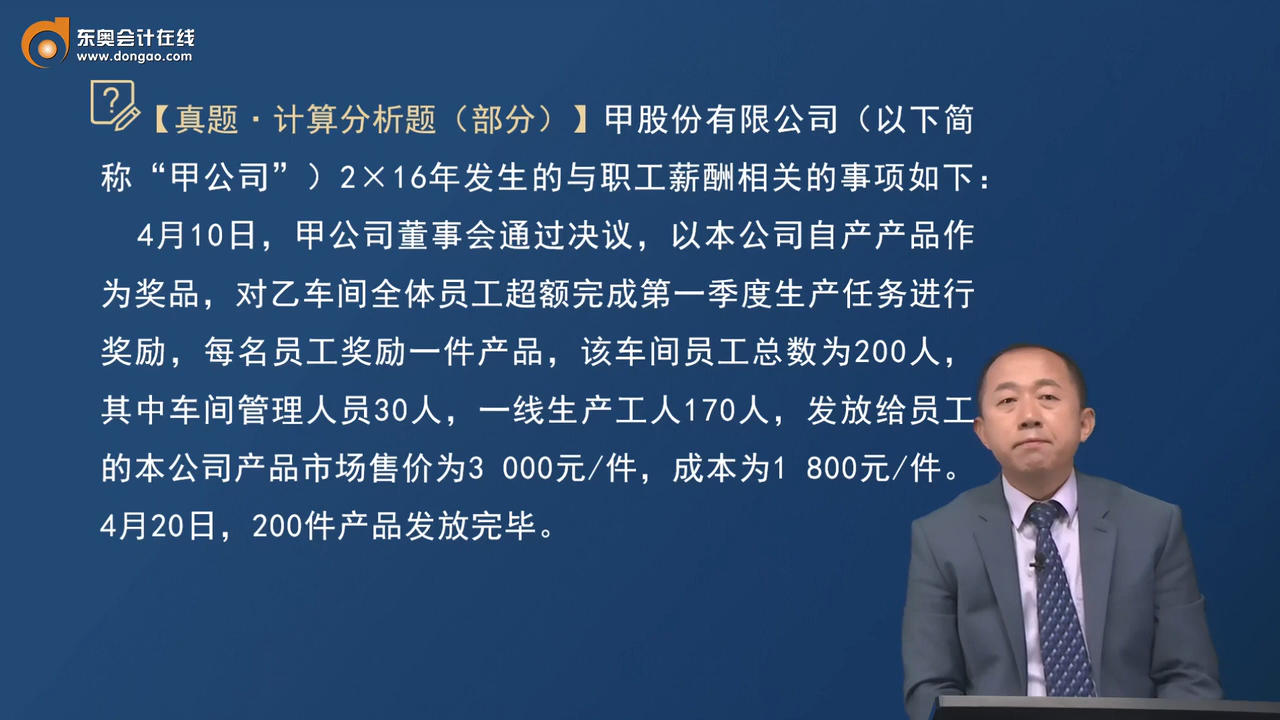 东奥会计在线
www.dongao.com
【真题·计算分析题（部分）】甲股份有限公司（以下简
称“甲公司”）2×16年发生的与职工薪酬相关的事项如下：
4月10日，甲公司董事会通过决议，以本公司自产产品作
为奖品，对乙车间全体员工超额完成第一季度生产任务进行
奖励，每名员工奖励一件产品，该车间员工总数为200人，
其中车间管理人员30人，一线生产工人170人，发放给员工
的本公司产品市场售价为3 000元/件，成本为1 800元/件。
4月20日，200件产品发放完毕。